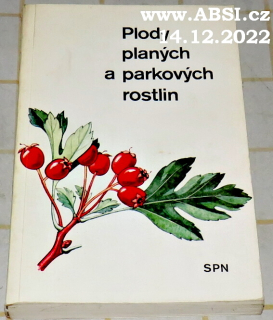 www.ABSI.cz
14.12.2022
Plody
planých
a parkových
rostlin
SPN